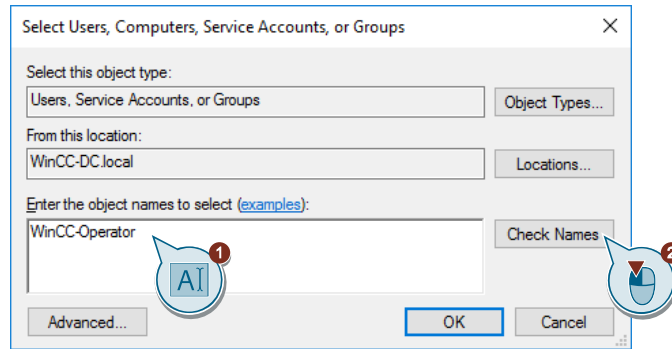 Select Users, Computers, Service Accounts, or Groups
Select this object type:
Users, Service Accounts, or Groups
Object Types...
From this location:
WinCC-DC.local
Locations...
Enter the object names to select (examples):
WinCC-Operator
Check Names
1
2
A
Advanced...
OK
Cancel